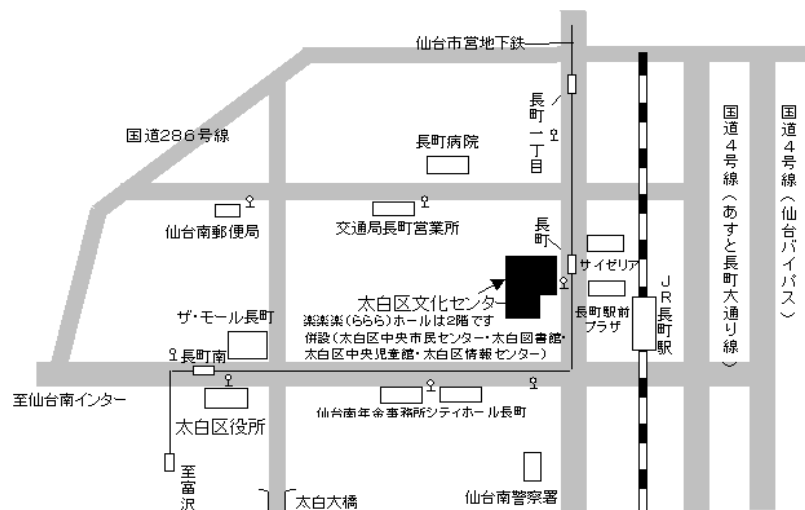 仙台市営地下鉄
国道286号線
長町一丁目
長町病院
国道4号線(あすと長町大通り線)
国道4号線(仙台バイパス)
仙台南郵便局
交通局長町営業所
長町
サイゼリア
太白区文化センター
楽楽楽(ららら)ホールは2階です
併設(太白区中央市民センター・太白図書館・
太白区中央児童館・太白区情報センター)
長町駅前
プラザ
JR長町駅
ザ・モール長町
長町南
至仙台南インター
太白区役所
仙台南年金事務所
シティホール長町
至富沢
太白大橋
仙台南警察署